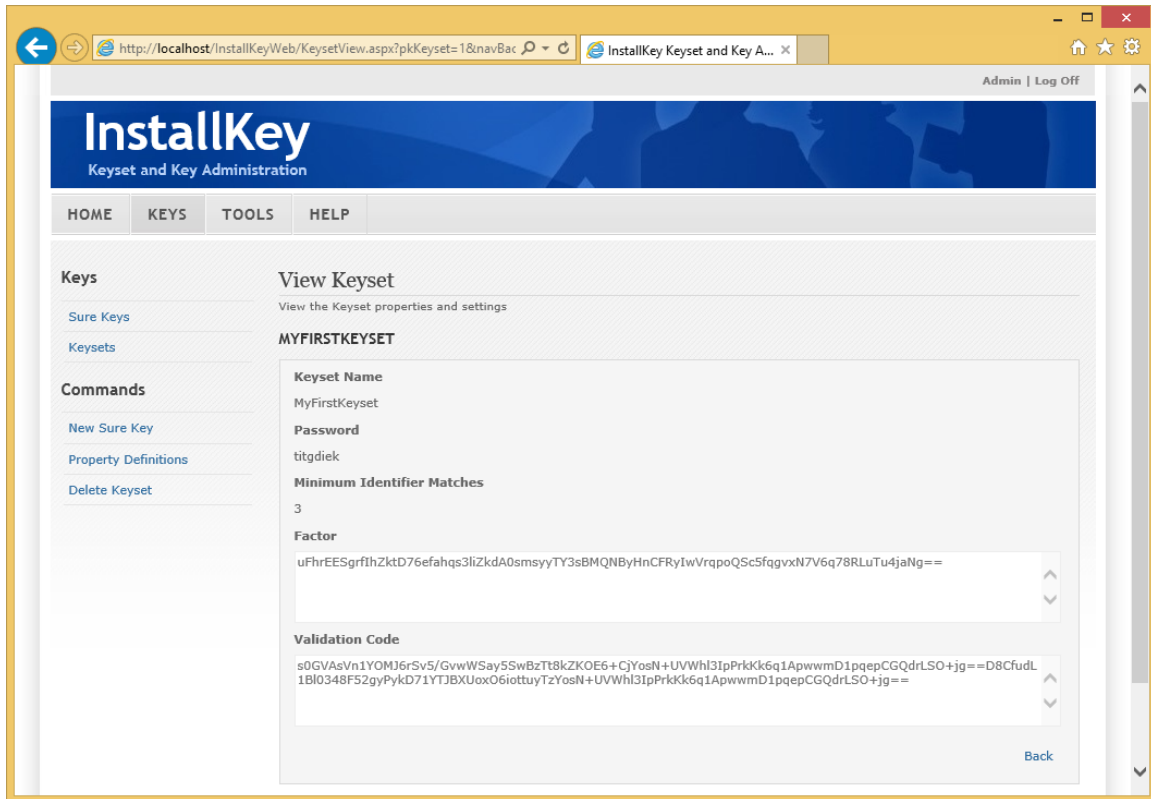 http://localhost/InstallKeyWeb/KeysetView.aspx?pkKeyset=1&navBac
InstallKey Keyset and Key A...
Admin | Log Off
InstallKey
Keyset and Key Administration
HOME KEYS TOOLS HELP
Keys
Sure Keys
Keysets
Commands
New Sure Key
Property Definitions
Delete Keyset
View Keyset
View the Keyset properties and settings
MYFIRSTKEYSET
Keyset Name
MyFirstKeyset
Password
titgdiek
Minimum Identifier Matches
3
Factor
uFhrEESgrfIhZktD76efahqs3liZkdA0smsyyTY3sBMQNByHnCFRyIwVrqpoQSc5fqgvxN7V6q78RLuTu4jaNg==
Validation Code
s0GVAsVn1YOMJ6rSv5/GvwWSay5SwBzTt8kZKOE6+CjYosN+UVWhl3IpPrkKk6q1ApwwmD1pqepCGQdrLSO+jg==D8CfudL
1Bl0348F52gyPykD71YTJBXUoxO6iottuyTzYosN+UVWhl3IpPrkKk6q1ApwwmD1pqepCGQdrLSO+jg==
Back